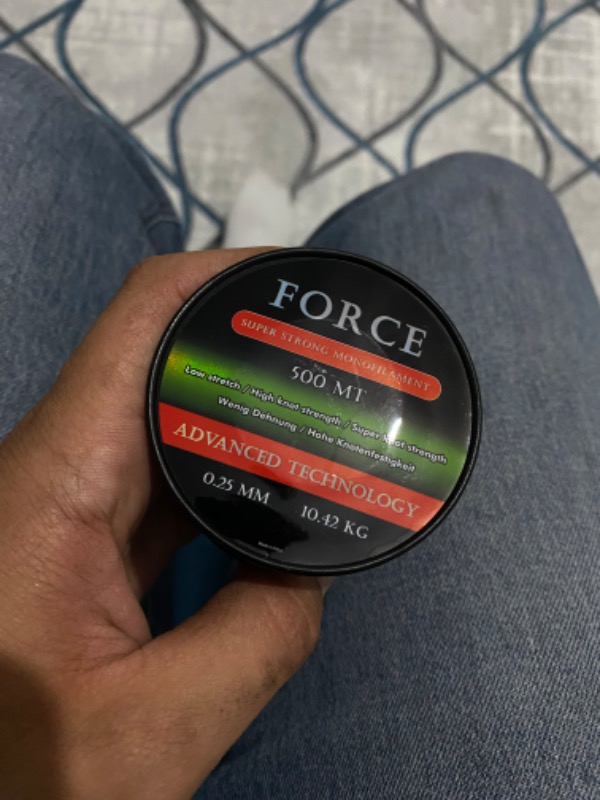 FORCE
SUPER STRONG MONOFILAMENT
500 MT
Low stretch / High knot strength / Super knot strength
Wenig Dehnung / Hohe Knotenfestigkeit
ADVANCED TECHNOLOGY
0.25 MM 10.42 KG